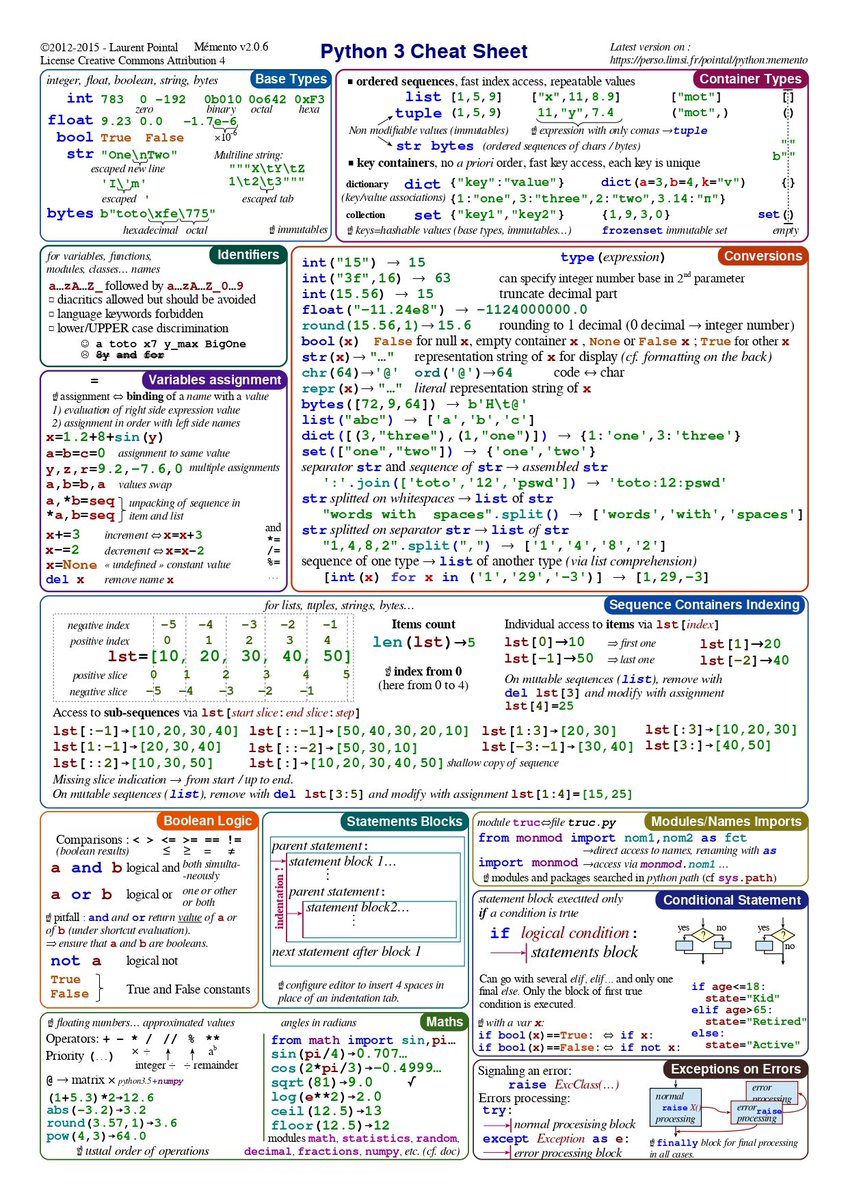 ©2012-2015 - Laurent Pointal Mémento v2.0.6
License Creative Commons Attribution 4
Python 3 Cheat Sheet
Latest version on :
https://perso.limsi.fr/pointal/python:memento
Base Types
integer, float, boolean, string, bytes
int 783 0 -192 0b010 0o642 0xF3
zero binary octal hexa
float 9.23 0.0 -1.7e-6
×10-6
bool True False
str "One\nTwo"
escaped new line
'I\'m'
escaped '
Multiline string:
"""X\tY\tZ
1\t2\t3"""
escaped tab
bytes b"toto\xfe\775"
hexadecimal octal
☝ immutables
Container Types
■ ordered sequences, fast index access, repeatable values
list [1,5,9] ["x",11,8.9] ["mot"] []
tuple (1,5,9) 11,"y",7.4 ("mot",) ()
Non modifiable values (immutables) ☝ expression with only comas →tuple
str bytes (ordered sequences of chars / bytes)
""
b""
■ key containers, no a priori order, fast key access, each key is unique
dictionary dict {"key":"value"} dict(a=3,b=4,k="v") {}
(key/value associations) {1:"one",3:"three",2:"two",3.14:"π"}
collection set {"key1","key2"} {1,9,3,0} set()
☝ keys=hashable values (base types, immutables…) frozenset immutable set empty
Identifiers
for variables, functions,
modules, classes… names
a…zA…Z_ followed by a…zA…Z_0…9
□ diacritics allowed but should be avoided
□ language keywords forbidden
□ lower/UPPER case discrimination
☺ a toto x7 y_max BigOne
☹ 8y and for
= Variables assignment
☝ assignment ⇔ binding of a name with a value
1) evaluation of right side expression value
2) assignment in order with left side names
x=1.2+8+sin(y)
a=b=c=0 assignment to same value
y,z,r=9.2,-7.6,0 multiple assignments
a,b=b,a values swap
a,*b=seq
*a,b=seq
unpacking of sequence in
item and list
x+=3 increment ⇔ x=x+3
x-=2 decrement ⇔ x=x-2
x=None « undefined » constant value
del x remove name x
and
*=
/=
%=
…
Conversions
type(expression)
int("15") → 15
int("3f",16) → 63 can specify integer number base in 2nd parameter
int(15.56) → 15 truncate decimal part
float("-11.24e8") → -1124000000.0
round(15.56,1)→15.6 rounding to 1 decimal (0 decimal → integer number)
bool(x) False for null x, empty container x , None or False x ; True for other x
str(x)→"…" representation string of x for display (cf. formatting on the back)
chr(64)→'@' ord('@')→64 code ↔ char
repr(x)→"…" literal representation string of x
bytes([72,9,64]) → b'H\t@'
list("abc") → ['a','b','c']
dict([(3,"three"),(1,"one")]) → {1:'one',3:'three'}
set(["one","two"]) → {'one','two'}
separator str and sequence of str → assembled str
':'.join(['toto','12','pswd']) → 'toto:12:pswd'
str splitted on whitespaces → list of str
"words with  spaces".split() → ['words','with','spaces']
str splitted on separator str → list of str
"1,4,8,2".split(",") → ['1','4','8','2']
sequence of one type → list of another type (via list comprehension)
[int(x) for x in ('1','29','-3')] → [1,29,-3]
Sequence Containers Indexing
for lists, tuples, strings, bytes…
negative index -5 -4 -3 -2 -1
positive index 0 1 2 3 4
lst=[10, 20, 30, 40, 50]
positive slice 0 1 2 3 4 5
negative slice -5 -4 -3 -2 -1
Items count
len(lst)→5
☝ index from 0
(here from 0 to 4)
Individual access to items via lst[index]
lst[0]→10 ⇒ first one lst[1]→20
lst[-1]→50 ⇒ last one lst[-2]→40
On mutable sequences (list), remove with
del lst[3] and modify with assignment
lst[4]=25
Access to sub-sequences via lst[start slice:end slice:step]
lst[:-1]→[10,20,30,40] lst[::-1]→[50,40,30,20,10] lst[1:3]→[20,30] lst[:3]→[10,20,30]
lst[1:-1]→[20,30,40] lst[::-2]→[50,30,10] lst[-3:-1]→[30,40] lst[3:]→[40,50]
lst[::2]→[10,30,50] lst[:]→[10,20,30,40,50] shallow copy of sequence
Missing slice indication → from start / up to end.
On mutable sequences (list), remove with del lst[3:5] and modify with assignment lst[1:4]=[15,25]
Boolean Logic
Comparisons : < > <= >= == !=
(boolean results) ≤ ≥ = ≠
a and b logical and both simulta-
-neously
a or b logical or one or other
or both
☝ pitfall : and and or return value of a or
of b (under shortcut evaluation).
⇒ ensure that a and b are booleans.
not a logical not
True
False
True and False constants
Statements Blocks
parent statement:
statement block 1…
⋮
parent statement:
statement block2…
⋮
next statement after block 1
indentation !
☝ configure editor to insert 4 spaces in
place of an indentation tab.
Modules/Names Imports
module truc⇔file truc.py
from monmod import nom1,nom2 as fct
→direct access to names, renaming with as
import monmod →access via monmod.nom1 …
☝ modules and packages searched in python path (cf sys.path)
Conditional Statement
statement block executed only
if a condition is true
if logical condition:
statements block
yes ? no
yes ? no
Can go with several elif, elif... and only one
final else. Only the block of first true
condition is executed.
☝ with a var x:
if bool(x)==True: ⇔ if x:
if bool(x)==False: ⇔ if not x:
if age<=18:
state="Kid"
elif age>65:
state="Retired"
else:
state="Active"
Maths
☝ floating numbers… approximated values angles in radians
Operators: + - * / // % **
Priority (…) × ÷ ab
integer ÷ ÷ remainder
@ → matrix × python3.5+numpy
(1+5.3)*2→12.6
abs(-3.2)→3.2
round(3.57,1)→3.6
pow(4,3)→64.0
☝ usual order of operations
from math import sin,pi…
sin(pi/4)→0.707…
cos(2*pi/3)→-0.4999…
sqrt(81)→9.0 √
log(e**2)→2.0
ceil(12.5)→13
floor(12.5)→12
modules math, statistics, random,
decimal, fractions, numpy, etc. (cf. doc)
Exceptions on Errors
Signaling an error:
raise ExcClass(…)
Errors processing:
try:
normal procesising block
except Exception as e:
error processing block
normal
raise X()
processing
error
processing
error raise
processing
☝ finally block for final processing
in all cases.